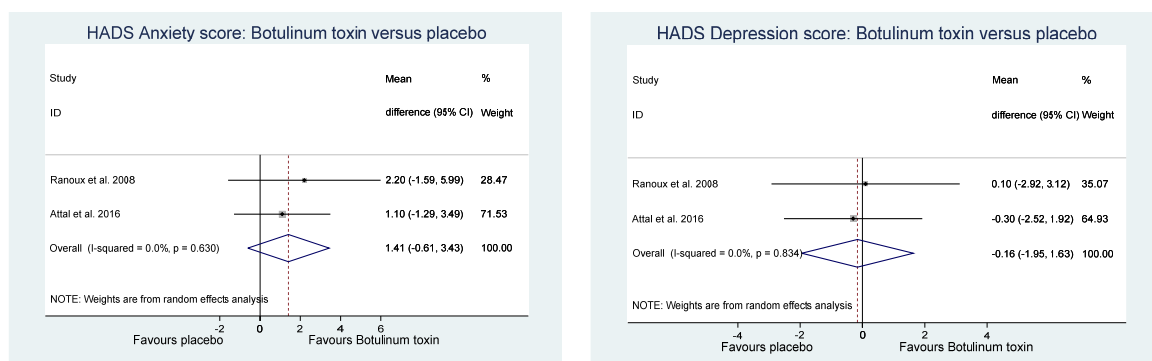 HADS Anxiety score: Botulinum toxin versus placebo
Study Mean %
ID difference (95% CI) Weight
Ranoux et al. 2008 2.20 (-1.59, 5.99) 28.47
Attal et al. 2016 1.10 (-1.29, 3.49) 71.53
Overall (I-squared = 0.0%, p = 0.630) 1.41 (-0.61, 3.43) 100.00
NOTE: Weights are from random effects analysis
-2 0 2 4 6
Favours placebo Favours Botulinum toxin
HADS Depression score: Botulinum toxin versus placebo
Study Mean %
ID difference (95% CI) Weight
Ranoux et al. 2008 0.10 (-2.92, 3.12) 35.07
Attal et al. 2016 -0.30 (-2.52, 1.92) 64.93
Overall (I-squared = 0.0%, p = 0.834) -0.16 (-1.95, 1.63) 100.00
NOTE: Weights are from random effects analysis
-4 -2 0 2 4
Favours placebo Favours Botulinum toxin